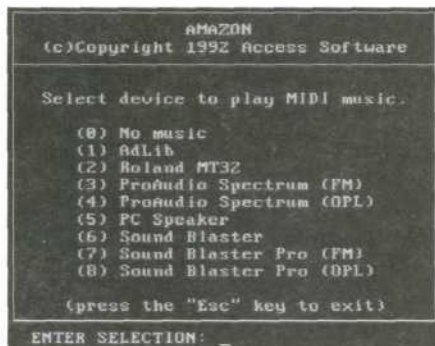 AMAZON
(c)Copyright 1992 Access Software
Select device to play MIDI music.
(0) No music
(1) AdLib
(2) Roland MT32
(3) ProAudio Spectrum (FM)
(4) ProAudio Spectrum (OPL)
(5) PC Speaker
(6) Sound Blaster
(7) Sound Blaster Pro (FM)
(8) Sound Blaster Pro (OPL)
(press the "Esc" key to exit)
ENTER SELECTION: _